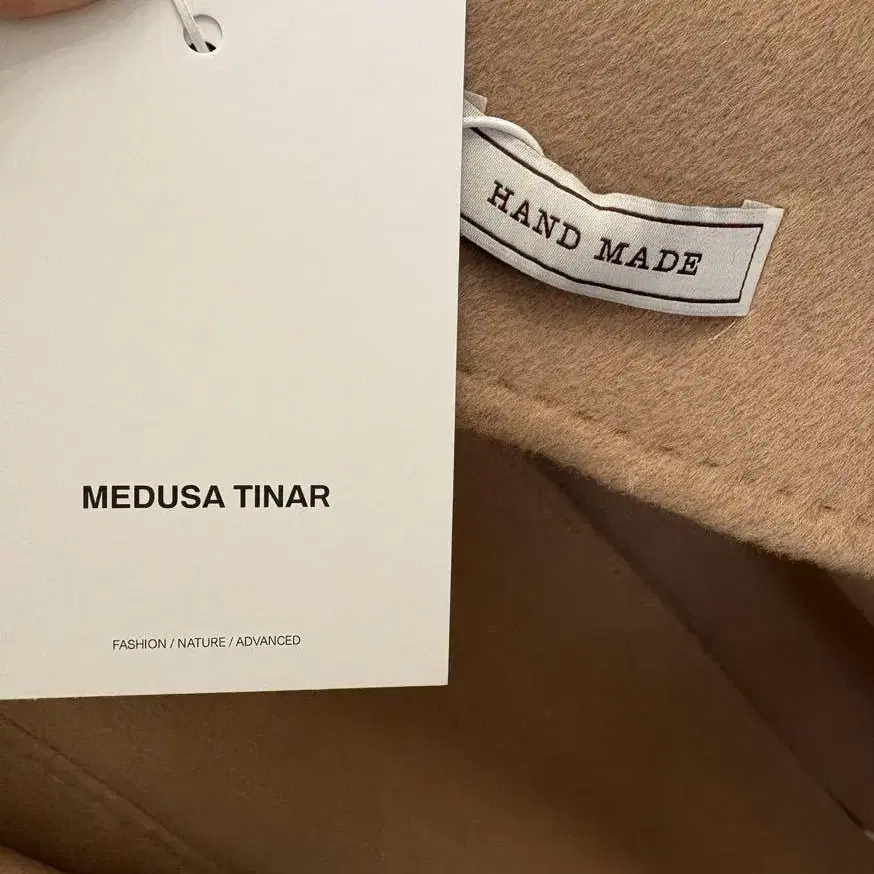 HAND MADE
MEDUSA TINAR
FASHION / NATURE / ADVANCED